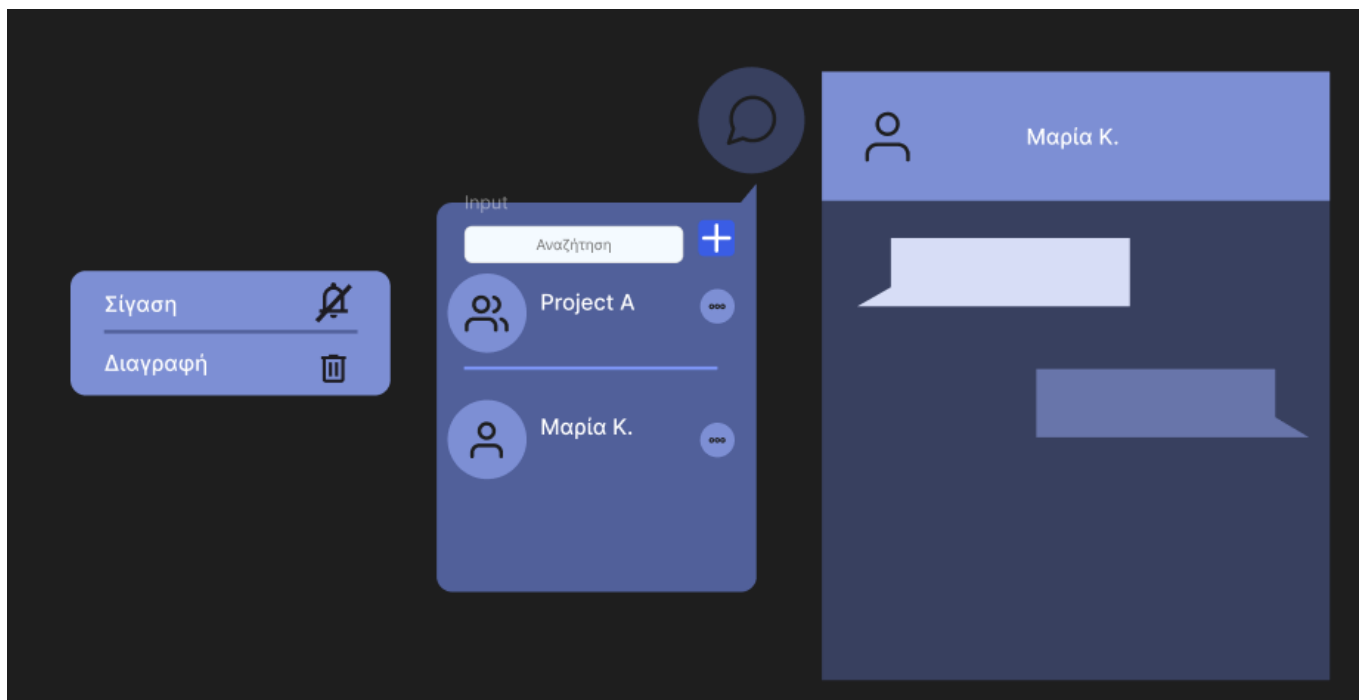 Σίγαση
Διαγραφή
Input
Αναζήτηση
Project A
Μαρία Κ.
Μαρία Κ.